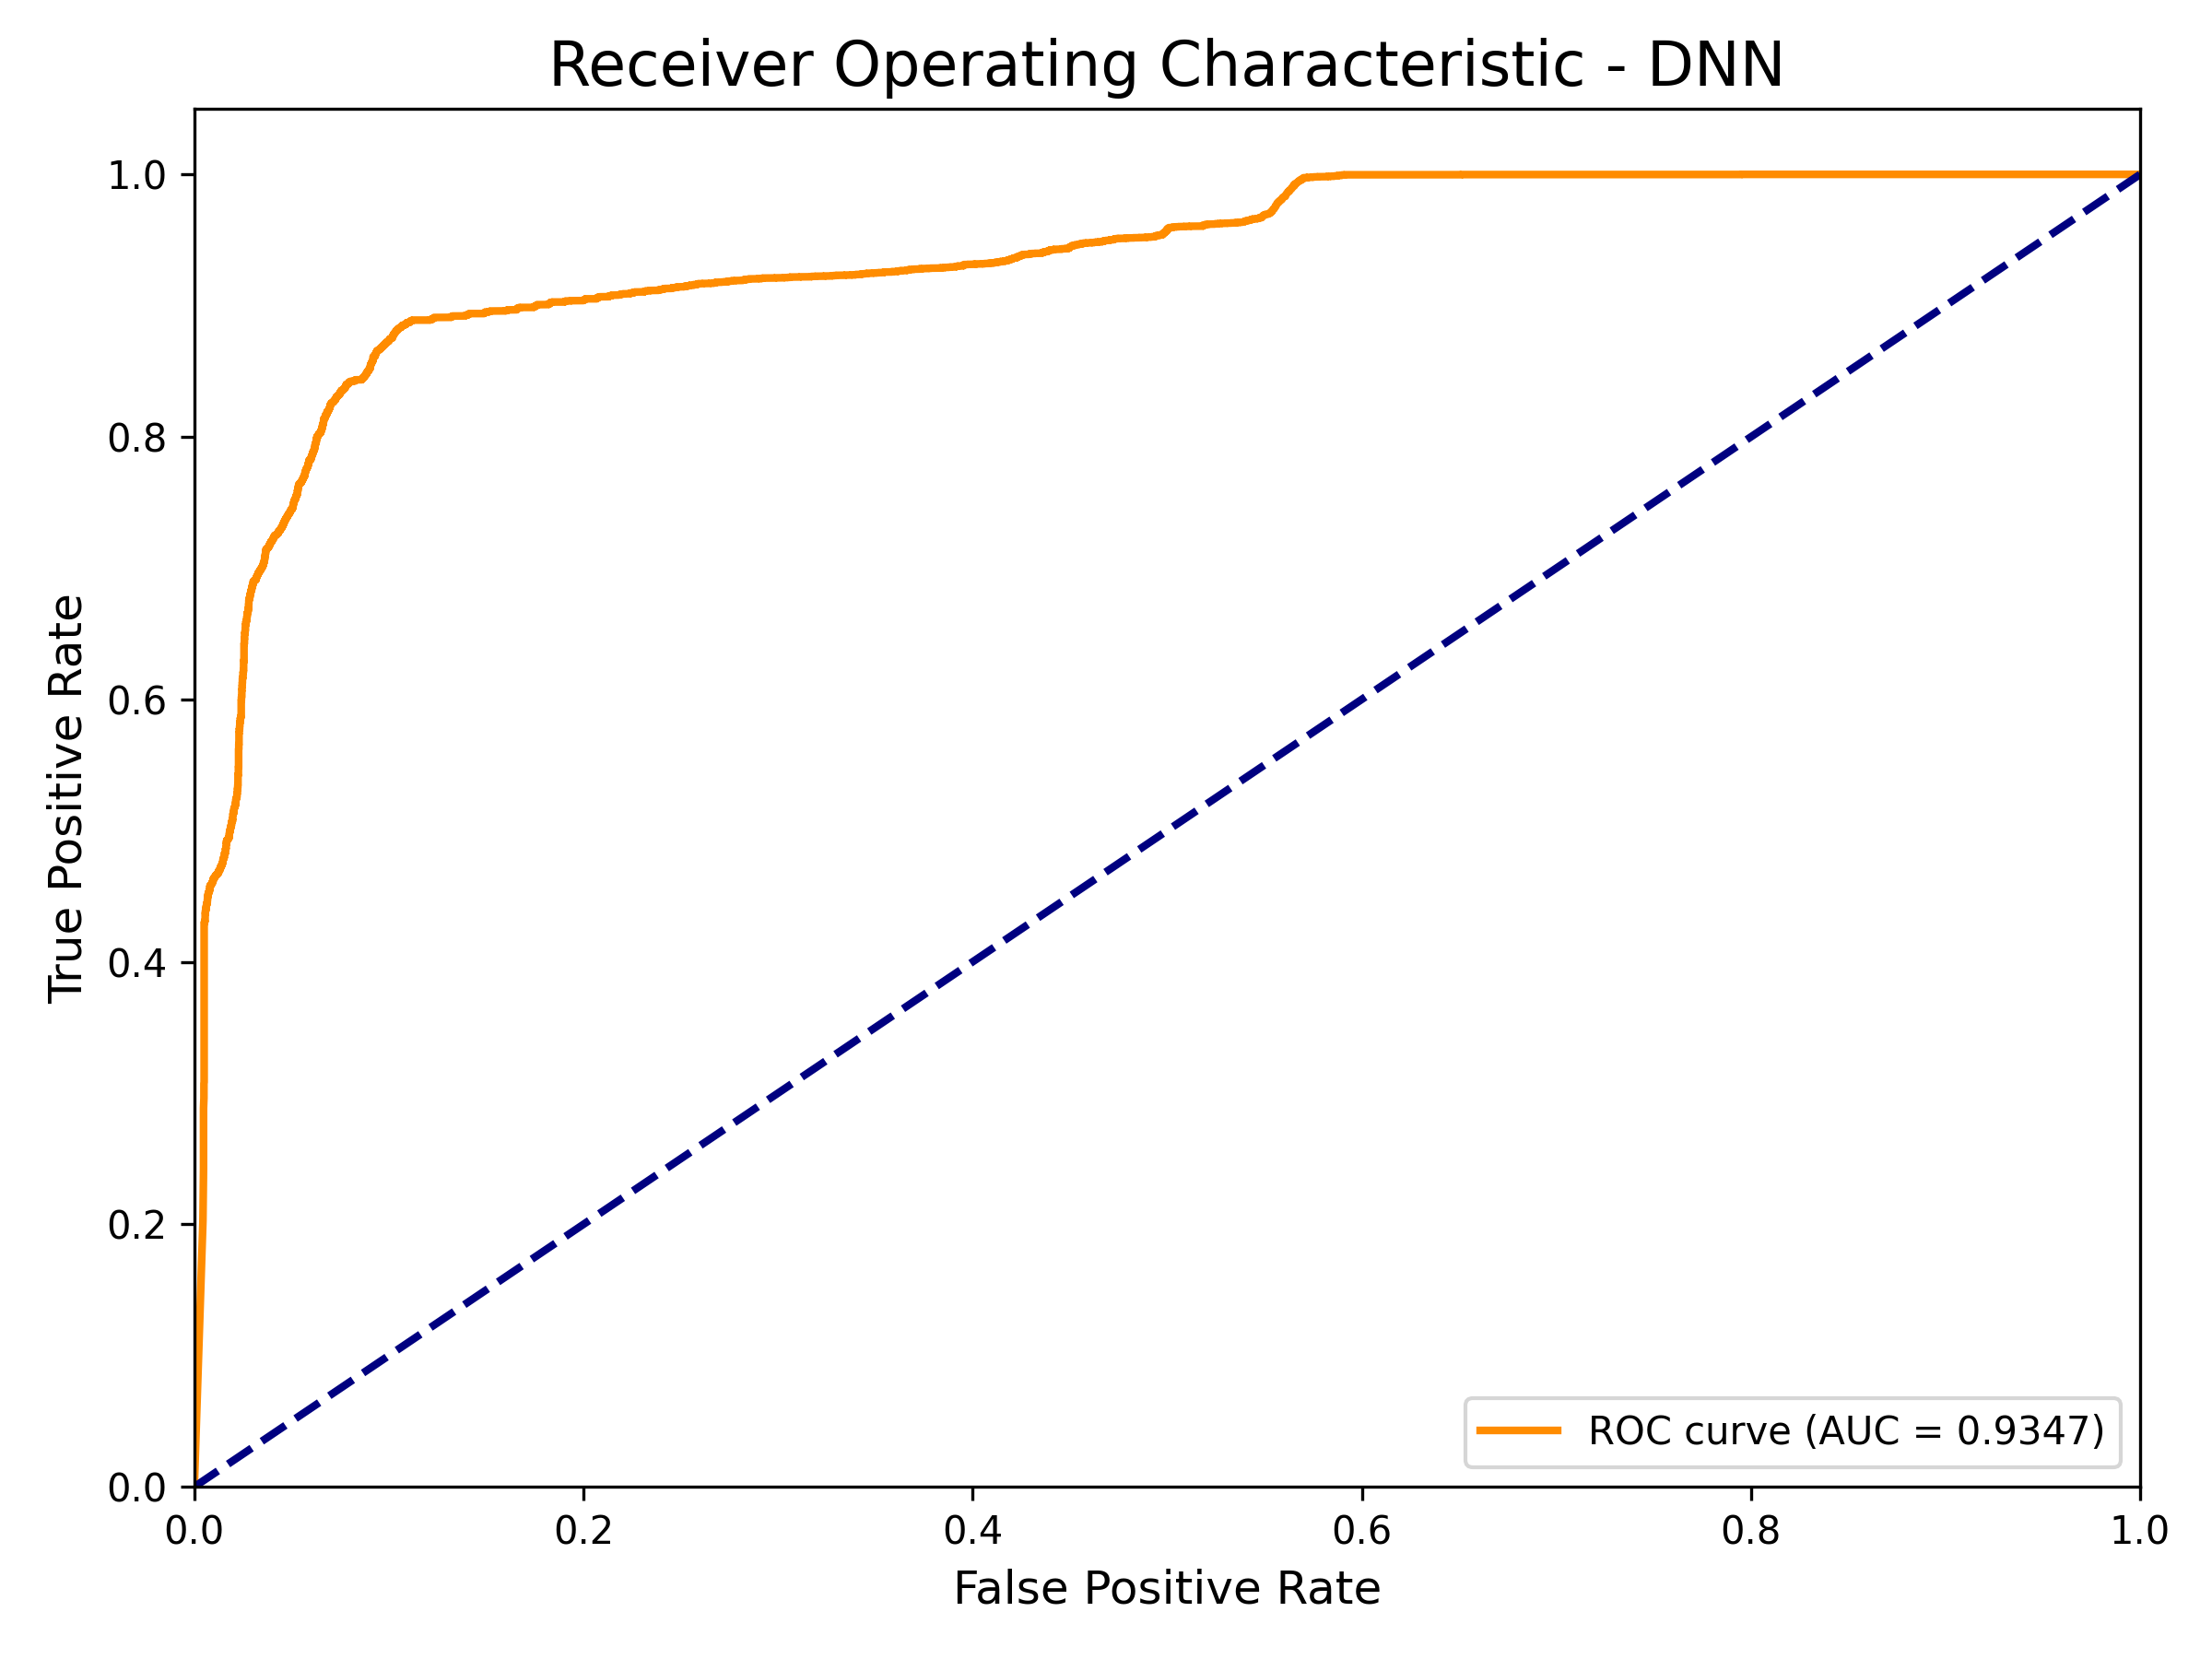 Receiver Operating Characteristic - DNN
1.0
0.8
0.6
0.4
0.2
0.0
True Positive Rate
ROC curve (AUC = 0.9347)
0.0 0.2 0.4 0.6 0.8 1.0
False Positive Rate